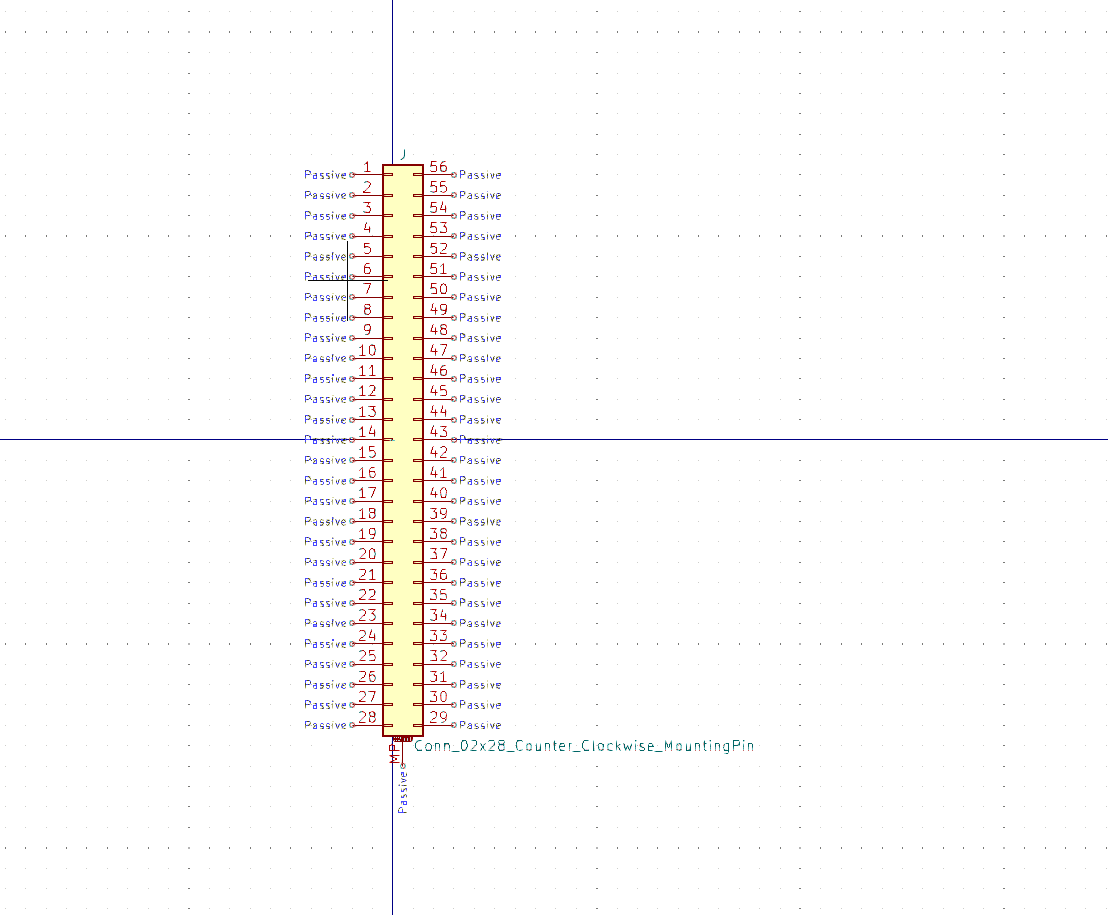 J
Passive 1 56 Passive
Passive 2 55 Passive
Passive 3 54 Passive
Passive 4 53 Passive
Passive 5 52 Passive
Passive 6 51 Passive
Passive 7 50 Passive
Passive 8 49 Passive
Passive 9 48 Passive
Passive 10 47 Passive
Passive 11 46 Passive
Passive 12 45 Passive
Passive 13 44 Passive
Passive 14 43 Passive
Passive 15 42 Passive
Passive 16 41 Passive
Passive 17 40 Passive
Passive 18 39 Passive
Passive 19 38 Passive
Passive 20 37 Passive
Passive 21 36 Passive
Passive 22 35 Passive
Passive 23 34 Passive
Passive 24 33 Passive
Passive 25 32 Passive
Passive 26 31 Passive
Passive 27 30 Passive
Passive 28 29 Passive
MP
Conn_02x28_Counter_Clockwise_MountingPin
Passive